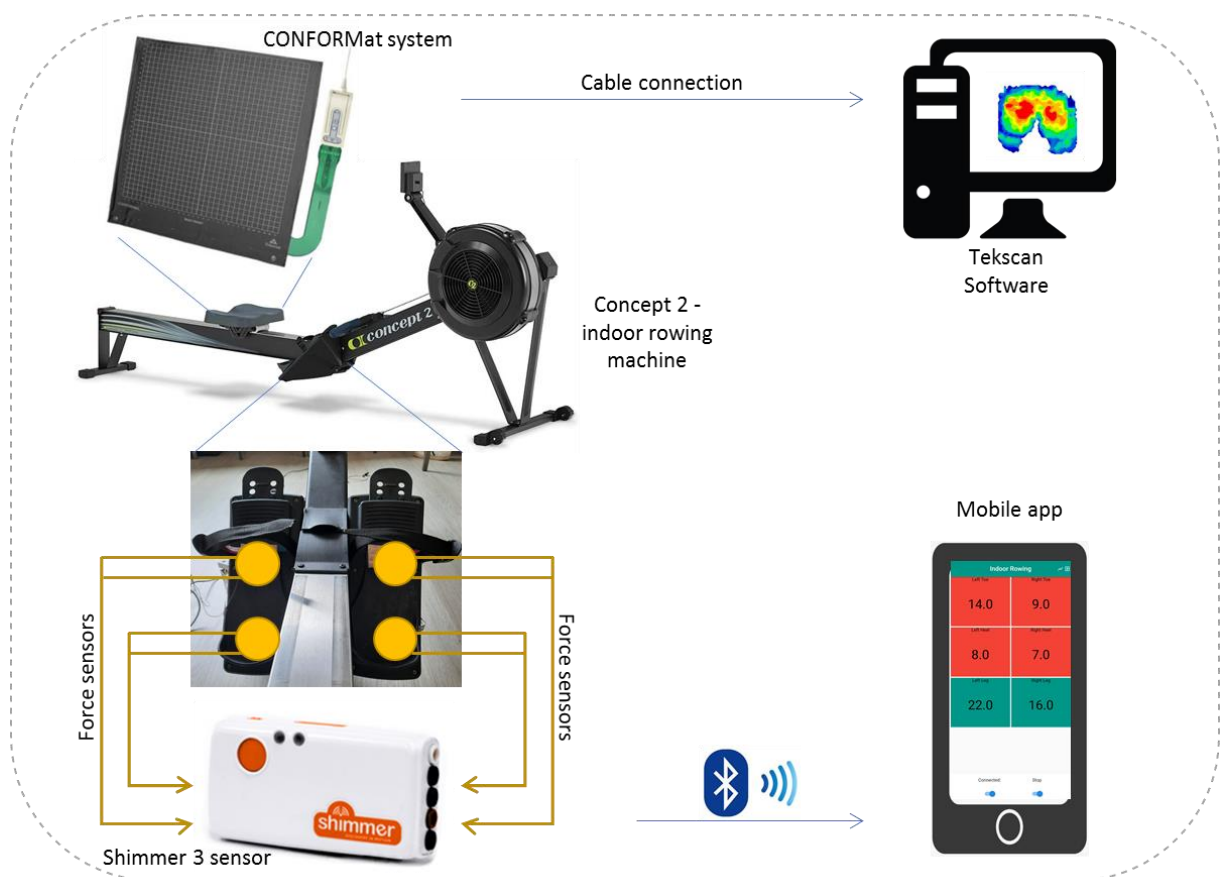 CONFORMat system
Cable connection
Tekscan
Software
Concept 2 -
indoor rowing
machine
concept 2
Mobile app
Indoor Rowing
Left Toe
Right Toe
14.0
9.0
Left Heel
Right Heel
8.0
7.0
Left Leg
Right Leg
22.0
16.0
Connected
Stop
Force sensors
Force sensors
shimmer
Shimmer 3 sensor